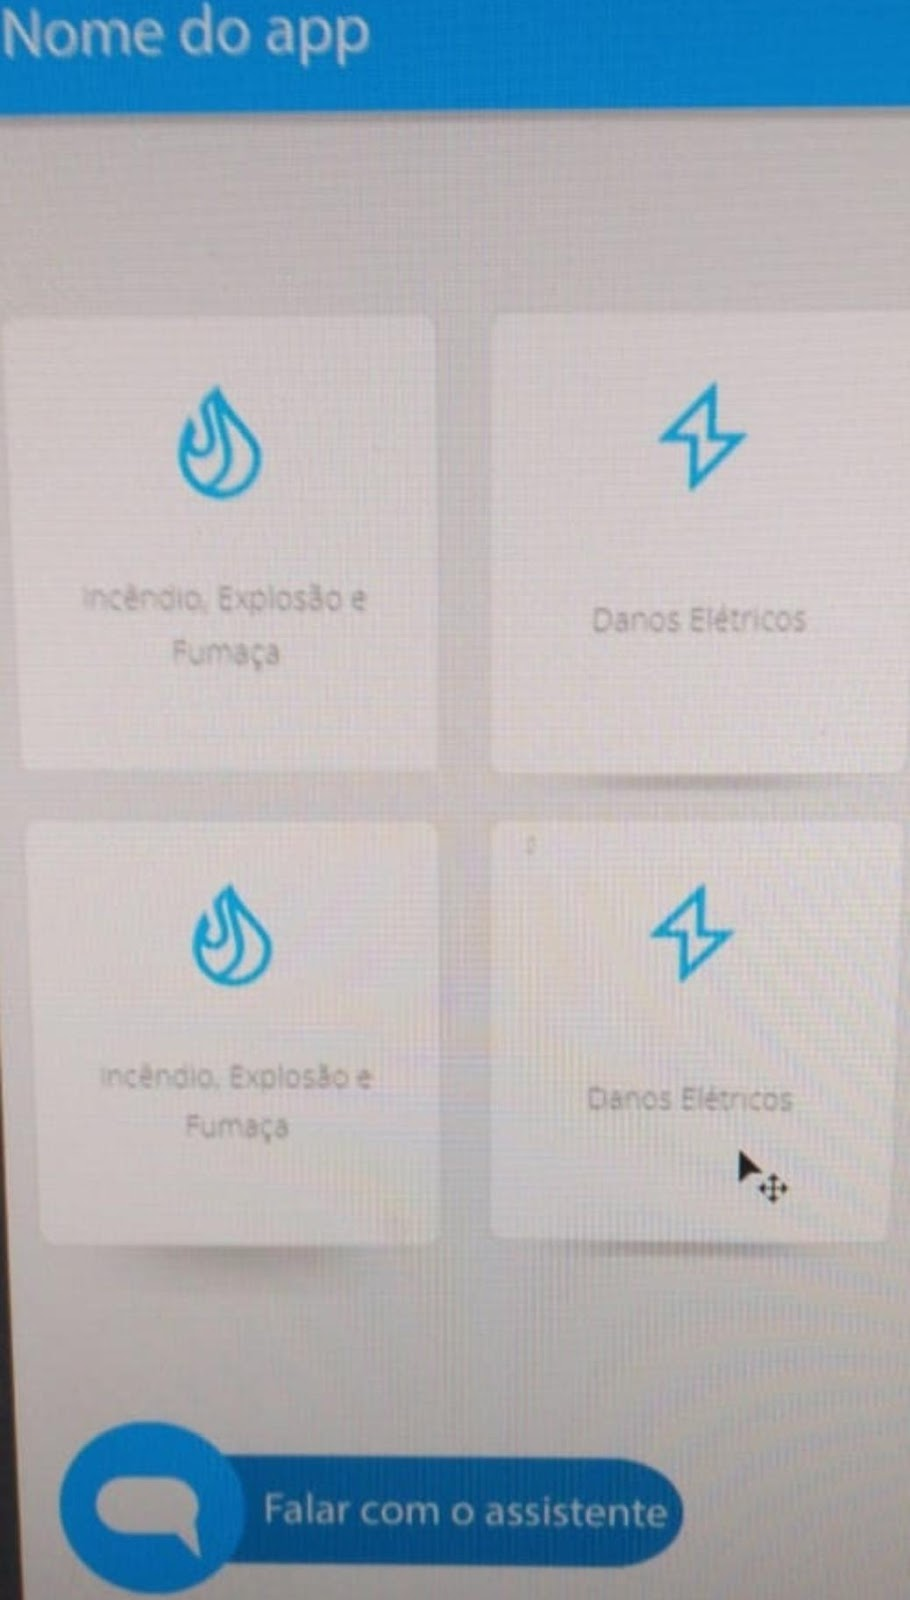 Nome do app
Incêndio, Explosão e
Fumaça
Danos Elétricos
Incêndio, Explosão e
Fumaça
Danos Elétricos
Falar com o assistente